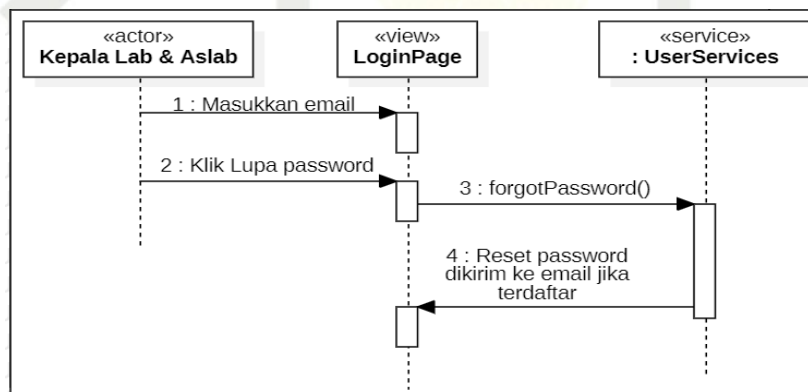 «actor»
Kepala Lab & Aslab
«view»
LoginPage
«service»
: UserServices
1 : Masukkan email
2 : Klik Lupa password
3 : forgotPassword()
4 : Reset password
dikirim ke email jika
terdaftar